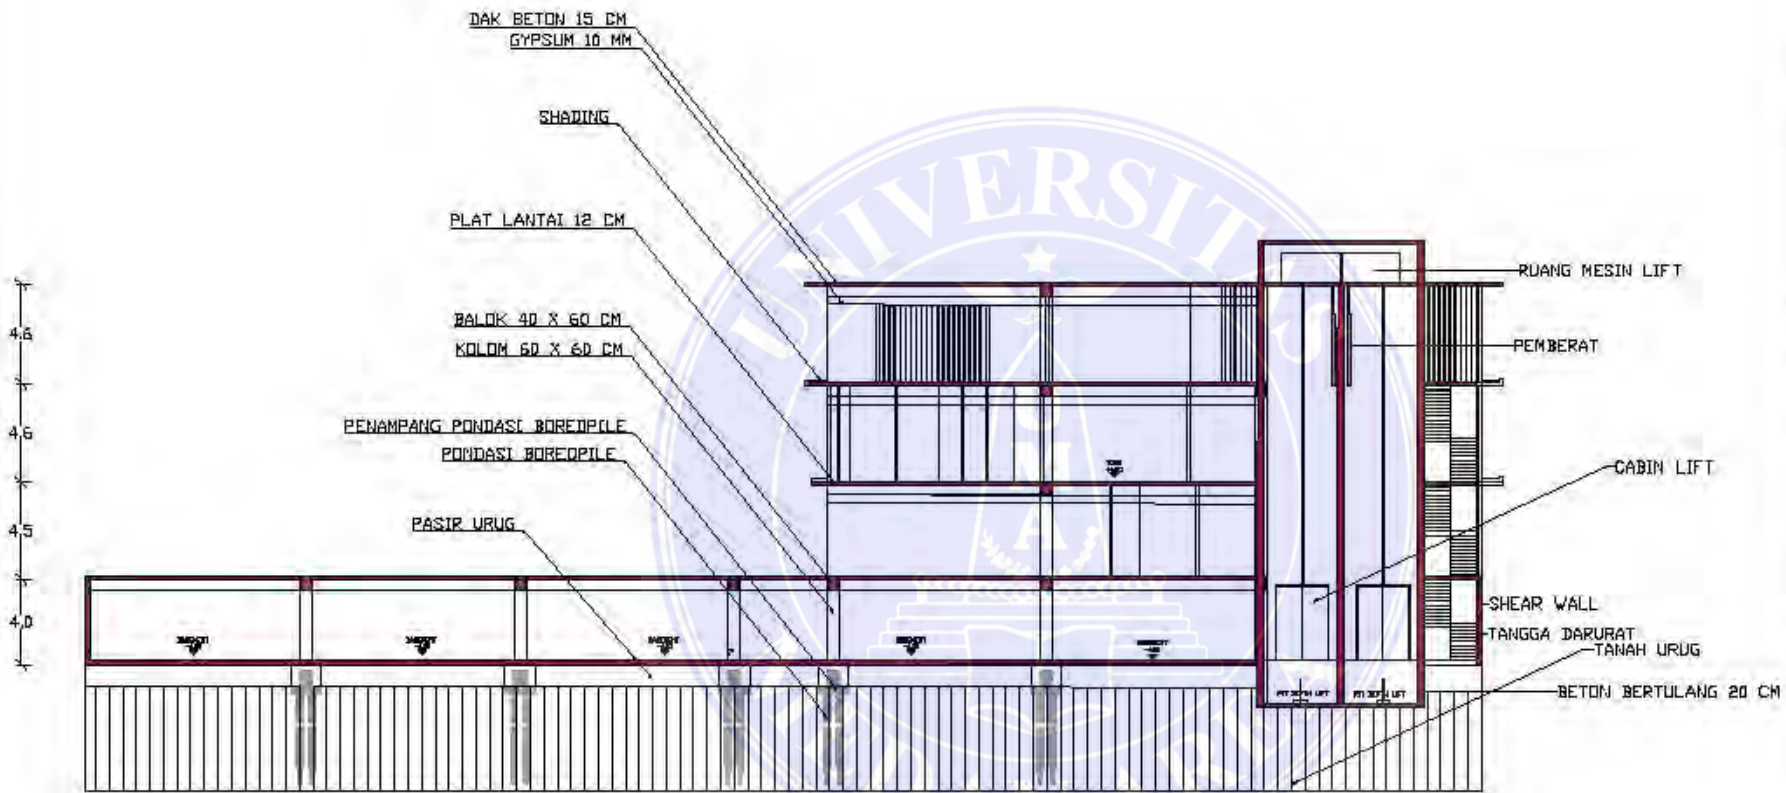 DAK BETON 15 CM
GYPSUM 10 MM
SHADING
PLAT LANTAI 12 CM
BALOK 40 X 60 CM
KOLOM 60 X 60 CM
PENAMPANG PONDASI BOREDPILE
PONDASI BOREDPILE
PASIR URUG
4.6
4.6
4.5
4.0
RUANG MESIN LIFT
PEMBERAT
CABIN LIFT
SHEAR WALL
TANGGA DARURAT
TANAH URUG
BETON BERTULANG 20 CM
UNIVERSITAS
UMA